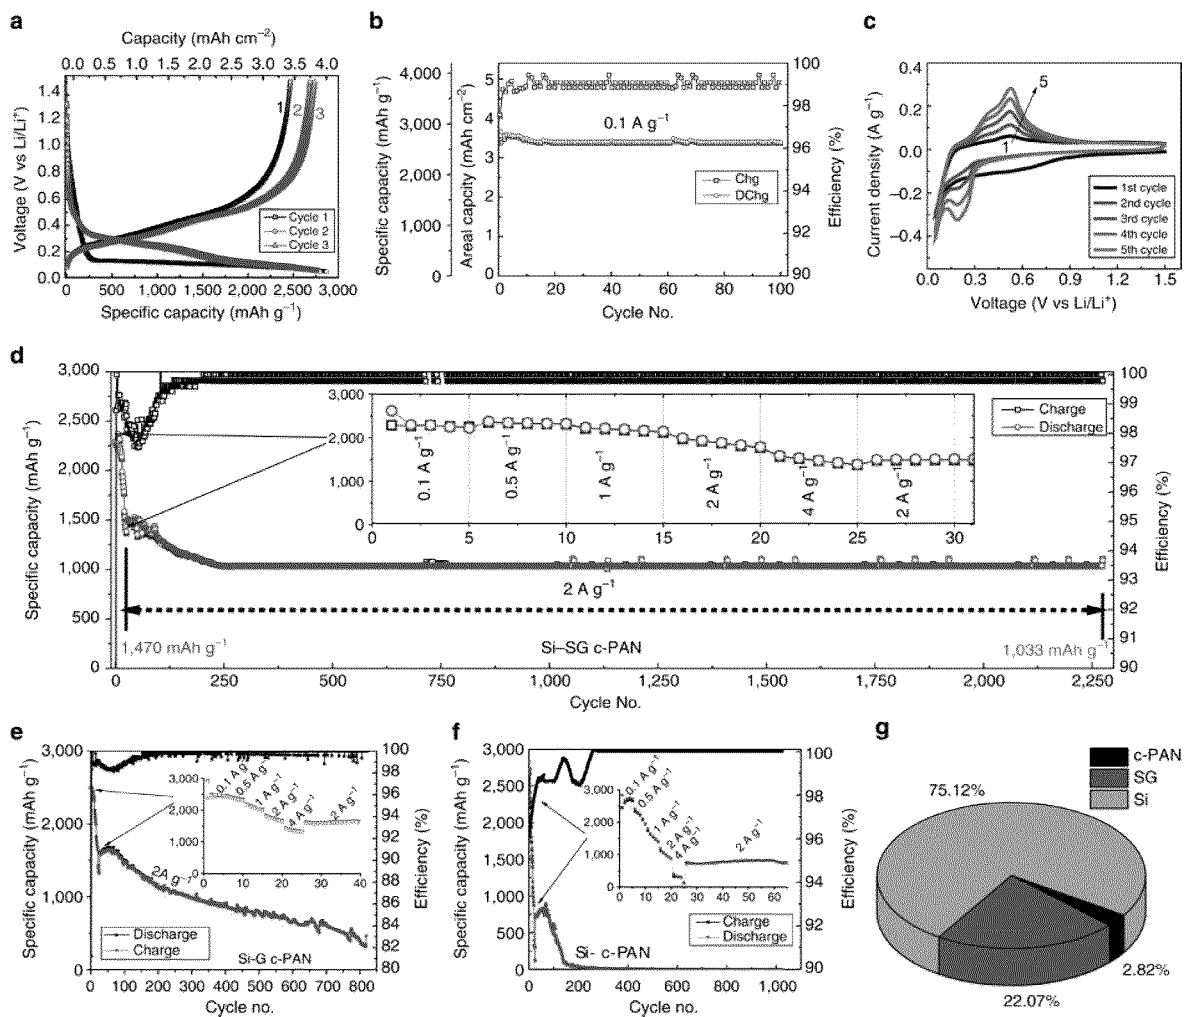 a
Capacity (mAh cm−2)
0.0 0.5 1.0 1.5 2.0 2.5 3.0 3.5 4.0
Voltage (V vs Li/Li+)
1.4
1.2
1.0
0.8
0.6
0.4
0.2
0.0
1
2
3
Cycle 1
Cycle 2
Cycle 3
0 500 1,000 1,500 2,000 2,500 3,000
Specific capacity (mAh g−1)
b
Specific capacity (mAh g−1)
4,000
3,000
2,000
1,000
0
Areal capacity (mAh cm−2)
5
4
3
2
1
0
0.1 A g−1
Chg
DChg
Efficiency (%)
100
98
96
94
92
90
0 20 40 60 80 100
Cycle No.
c
Current density (A g−1)
0.4
0.2
0.0
−0.2
−0.4
5
1
1st cycle
2nd cycle
3rd cycle
4th cycle
5th cycle
0.0 0.3 0.6 0.9 1.2 1.5
Voltage (V vs Li/Li+)
d
Specific capacity (mAh g−1)
3,000
2,500
2,000
1,500
1,000
500
0
3,000
2,000
1,000
0
0.1 A g−1
0.5 A g−1
1 A g−1
2 A g−1
4 A g−1
2 A g−1
0 5 10 15 20 25 30
Charge
Discharge
2 A g−1
1,470 mAh g−1
Si–SG c-PAN
1,033 mAh g−1
Efficiency (%)
100
99
98
97
96
95
94
93
92
91
90
0 250 500 750 1,000 1,250 1,500 1,750 2,000 2,250
Cycle No.
e
Specific capacity (mAh g−1)
3,000
2,500
2,000
1,500
1,000
500
0
3,000
2,000
1,000
0
0.1 A g−1
0.5 A g−1
1 A g−1
2 A g−1
4 A g−1
2 A g−1
0 10 20 30 40
2A g−1
Discharge
Charge
Si-G c-PAN
Efficiency (%)
100
98
96
94
92
90
88
86
84
82
80
0 100 200 300 400 500 600 700 800
Cycle no.
f
Specific capacity (mAh g−1)
3,000
2,500
2,000
1,500
1,000
500
0
3,000
2,000
1,000
0
0.1 A g−1
0.5 A g−1
1 A g−1
2 A g−1
4 A g−1
2 A g−1
0 10 20 30 40 50 60
Charge
Discharge
Si- c-PAN
Efficiency (%)
100
98
96
94
92
90
0 200 400 600 800 1,000
Cycle no.
g
c-PAN
SG
Si
75.12%
2.82%
22.07%